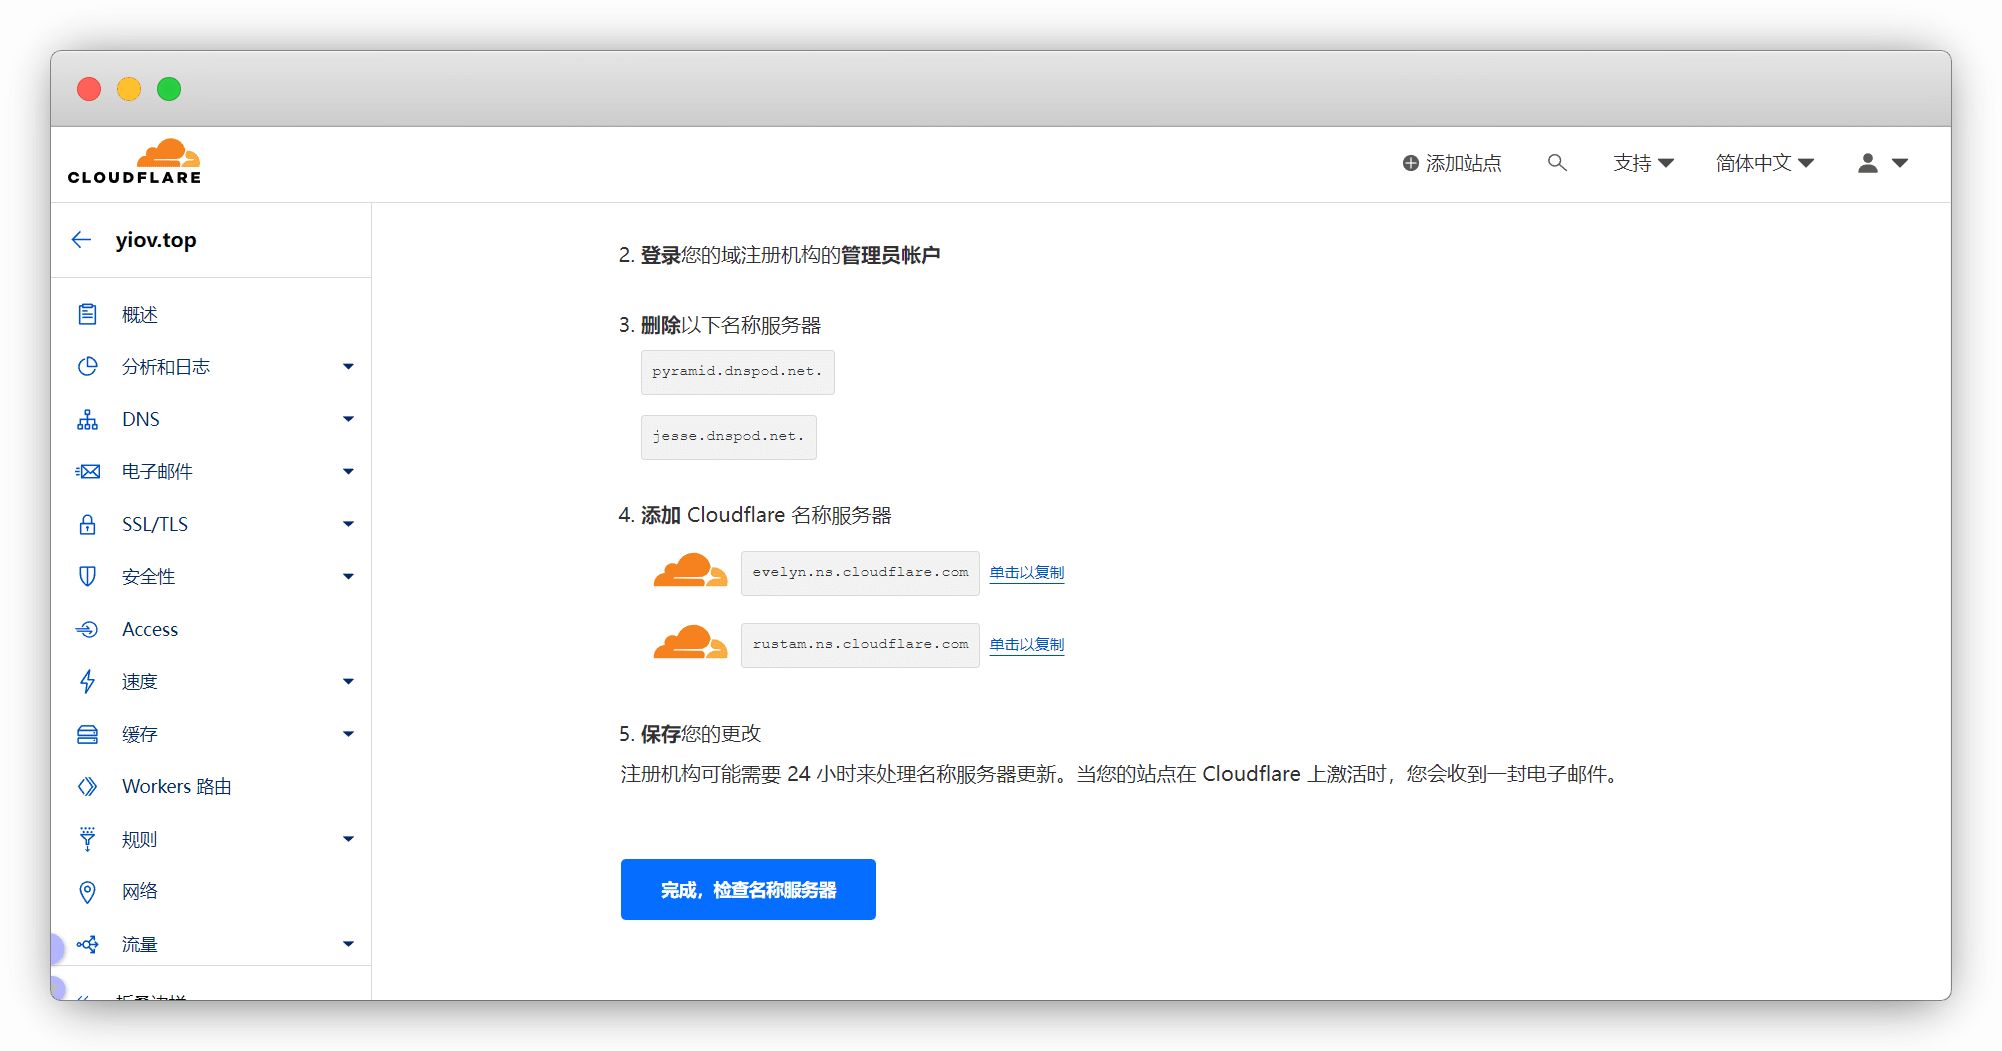 CLOUDFLARE
添加站点
支持
简体中文
yiov.top
概述
分析和日志
DNS
电子邮件
SSL/TLS
安全性
Access
速度
缓存
Workers 路由
规则
网络
流量
折叠边栏
2. 登录您的域注册机构的管理员帐户
3. 删除以下名称服务器
pyramid.dnspod.net.
jesse.dnspod.net.
4. 添加 Cloudflare 名称服务器
evelyn.ns.cloudflare.com 单击以复制
rustam.ns.cloudflare.com 单击以复制
5. 保存您的更改
注册机构可能需要 24 小时来处理名称服务器更新。当您的站点在 Cloudflare 上激活时，您会收到一封电子邮件。
完成，检查名称服务器